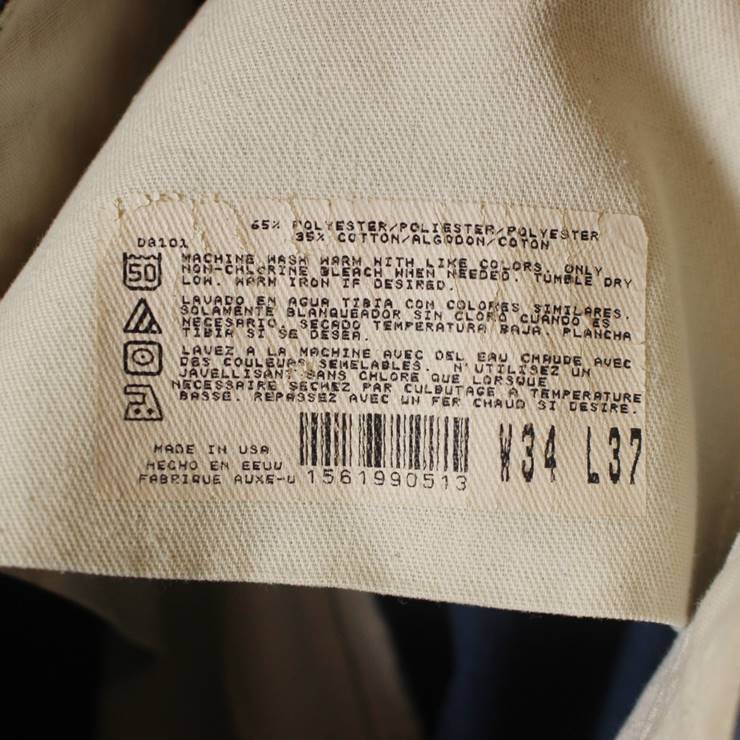 65% POLYESTER/POLIESTER/POLYESTER
35% COTTON/ALGODON/COTON
DG101
50
MACHINE WASH WARM WITH LIKE COLORS. ONLY
NON-CHLORINE BLEACH WHEN NEEDED. TUMBLE DRY
LOW. WARM IRON IF DESIRED.
LAVADO EN AGUA TIBIA CON COLORES SIMILARES.
SOLAMENTE BLANQUEADOR SIN CLORO CUANDO ES
NECESARIO. SECADO TEMPERATURA BAJA. PLANCHA
TIBIA SI SE DESEA.
LAVEZ A LA MACHINE AVEC DEL EAU CHAUDE AVEC
DES COULEURS SEMELABLES. N'UTILISEZ UN
JAVELLISANT SANS CHLORE QUE LORSQUE
NECESSAIRE SECHEZ PAR CULBUTAGE A TEMPERATURE
BASSE. REPASSEZ AVEC UN FER CHAUD SI DESIRE.
MADE IN USA
HECHO EN EEUU
FABRIQUE AUXE-U
1561990513
W34 L37